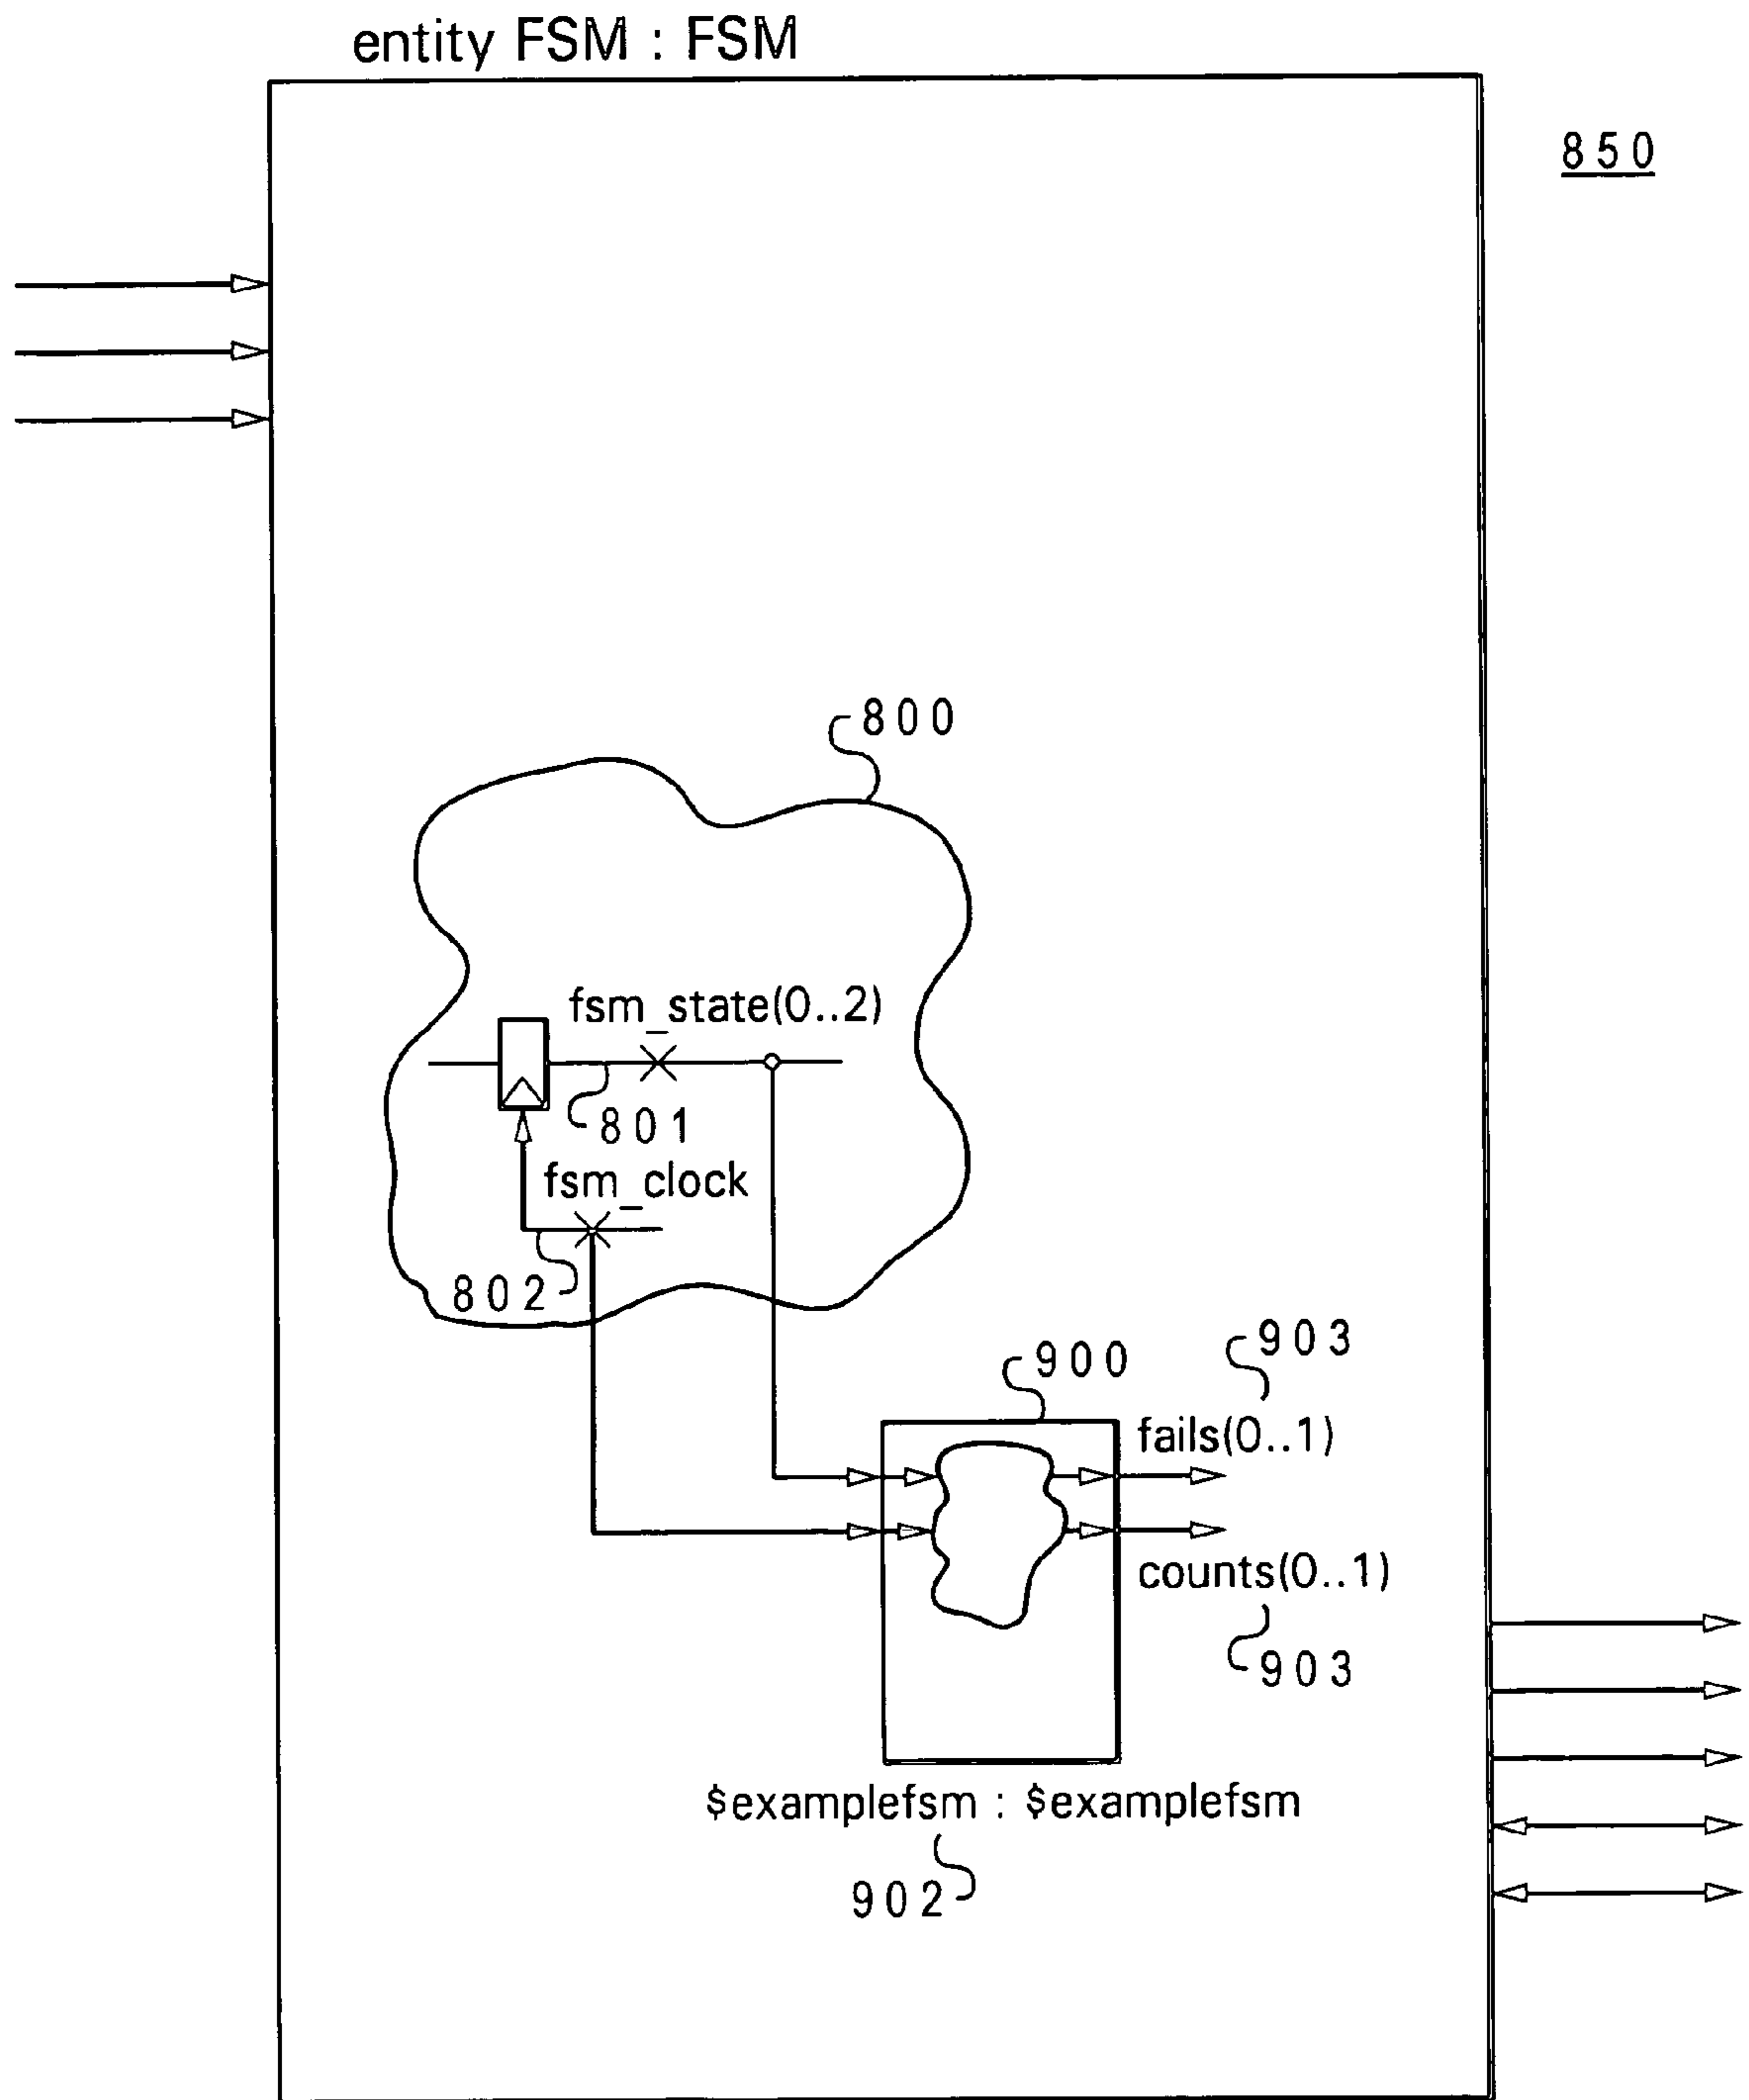 entity FSM : FSM
850
800
fsm_state(0..2)
801
fsm_clock
802
903
900
fails(0..1)
counts(0..1)
903
$examplefsm : $examplefsm
902